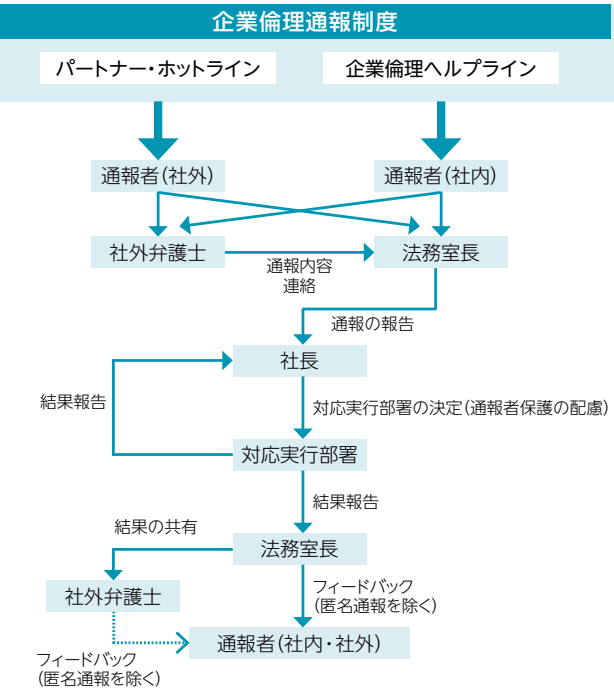 企業倫理通報制度
パートナー・ホットライン
企業倫理ヘルプライン
通報者(社外)
通報者(社内)
社外弁護士
通報内容
連絡
法務室長
通報の報告
社長
結果報告
対応実行部署の決定(通報者保護の配慮)
対応実行部署
結果報告
結果の共有
法務室長
社外弁護士
フィードバック
(匿名通報を除く)
通報者(社内・社外)
フィードバック
(匿名通報を除く)